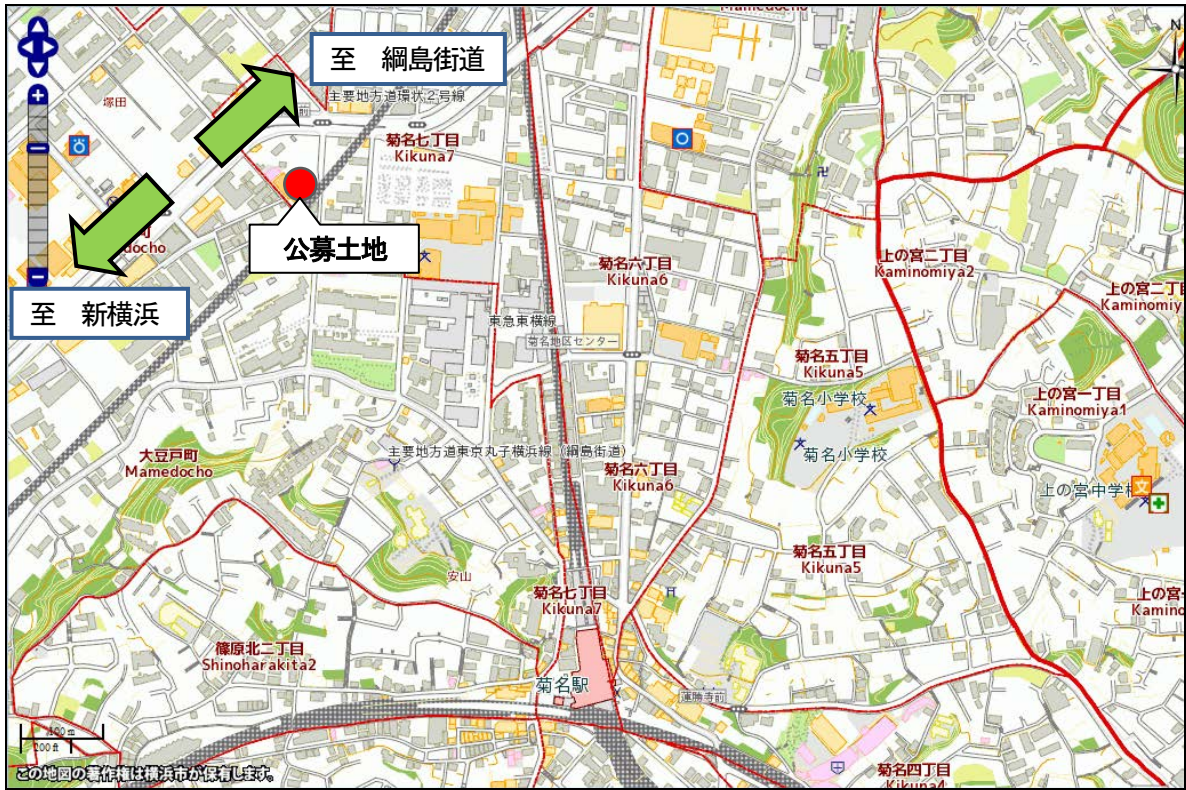 Mamedocho
N
至　綱島街道
塚田
主要地方道環状２号線
前
菊名七丁目
Kikuna7
公募土地
町
edocho
至　新横浜
菊名六丁目
Kikuna6
上の宮二丁目
Kaminomiya2
上の宮二丁目
Kaminomiy
東急東横線
菊名地区センター
菊名五丁目
Kikuna5
菊名小学校
上の宮一丁目
Kaminomiya1
大豆戸町
Mamedocho
主要地方道東京丸子横浜線（綱島街道）
菊名小学校
菊名六丁目
Kikuna6
上の宮中学校
文
菊名五丁目
Kikuna5
安山
菊名七丁目
Kikuna7
上の宮
Kamino
篠原北二丁目
Shinoharakita2
菊名駅
蓮勝寺前
100 m
200 ft
この地図の著作権は横浜市が保有します。
菊名四丁目
Kikuna4